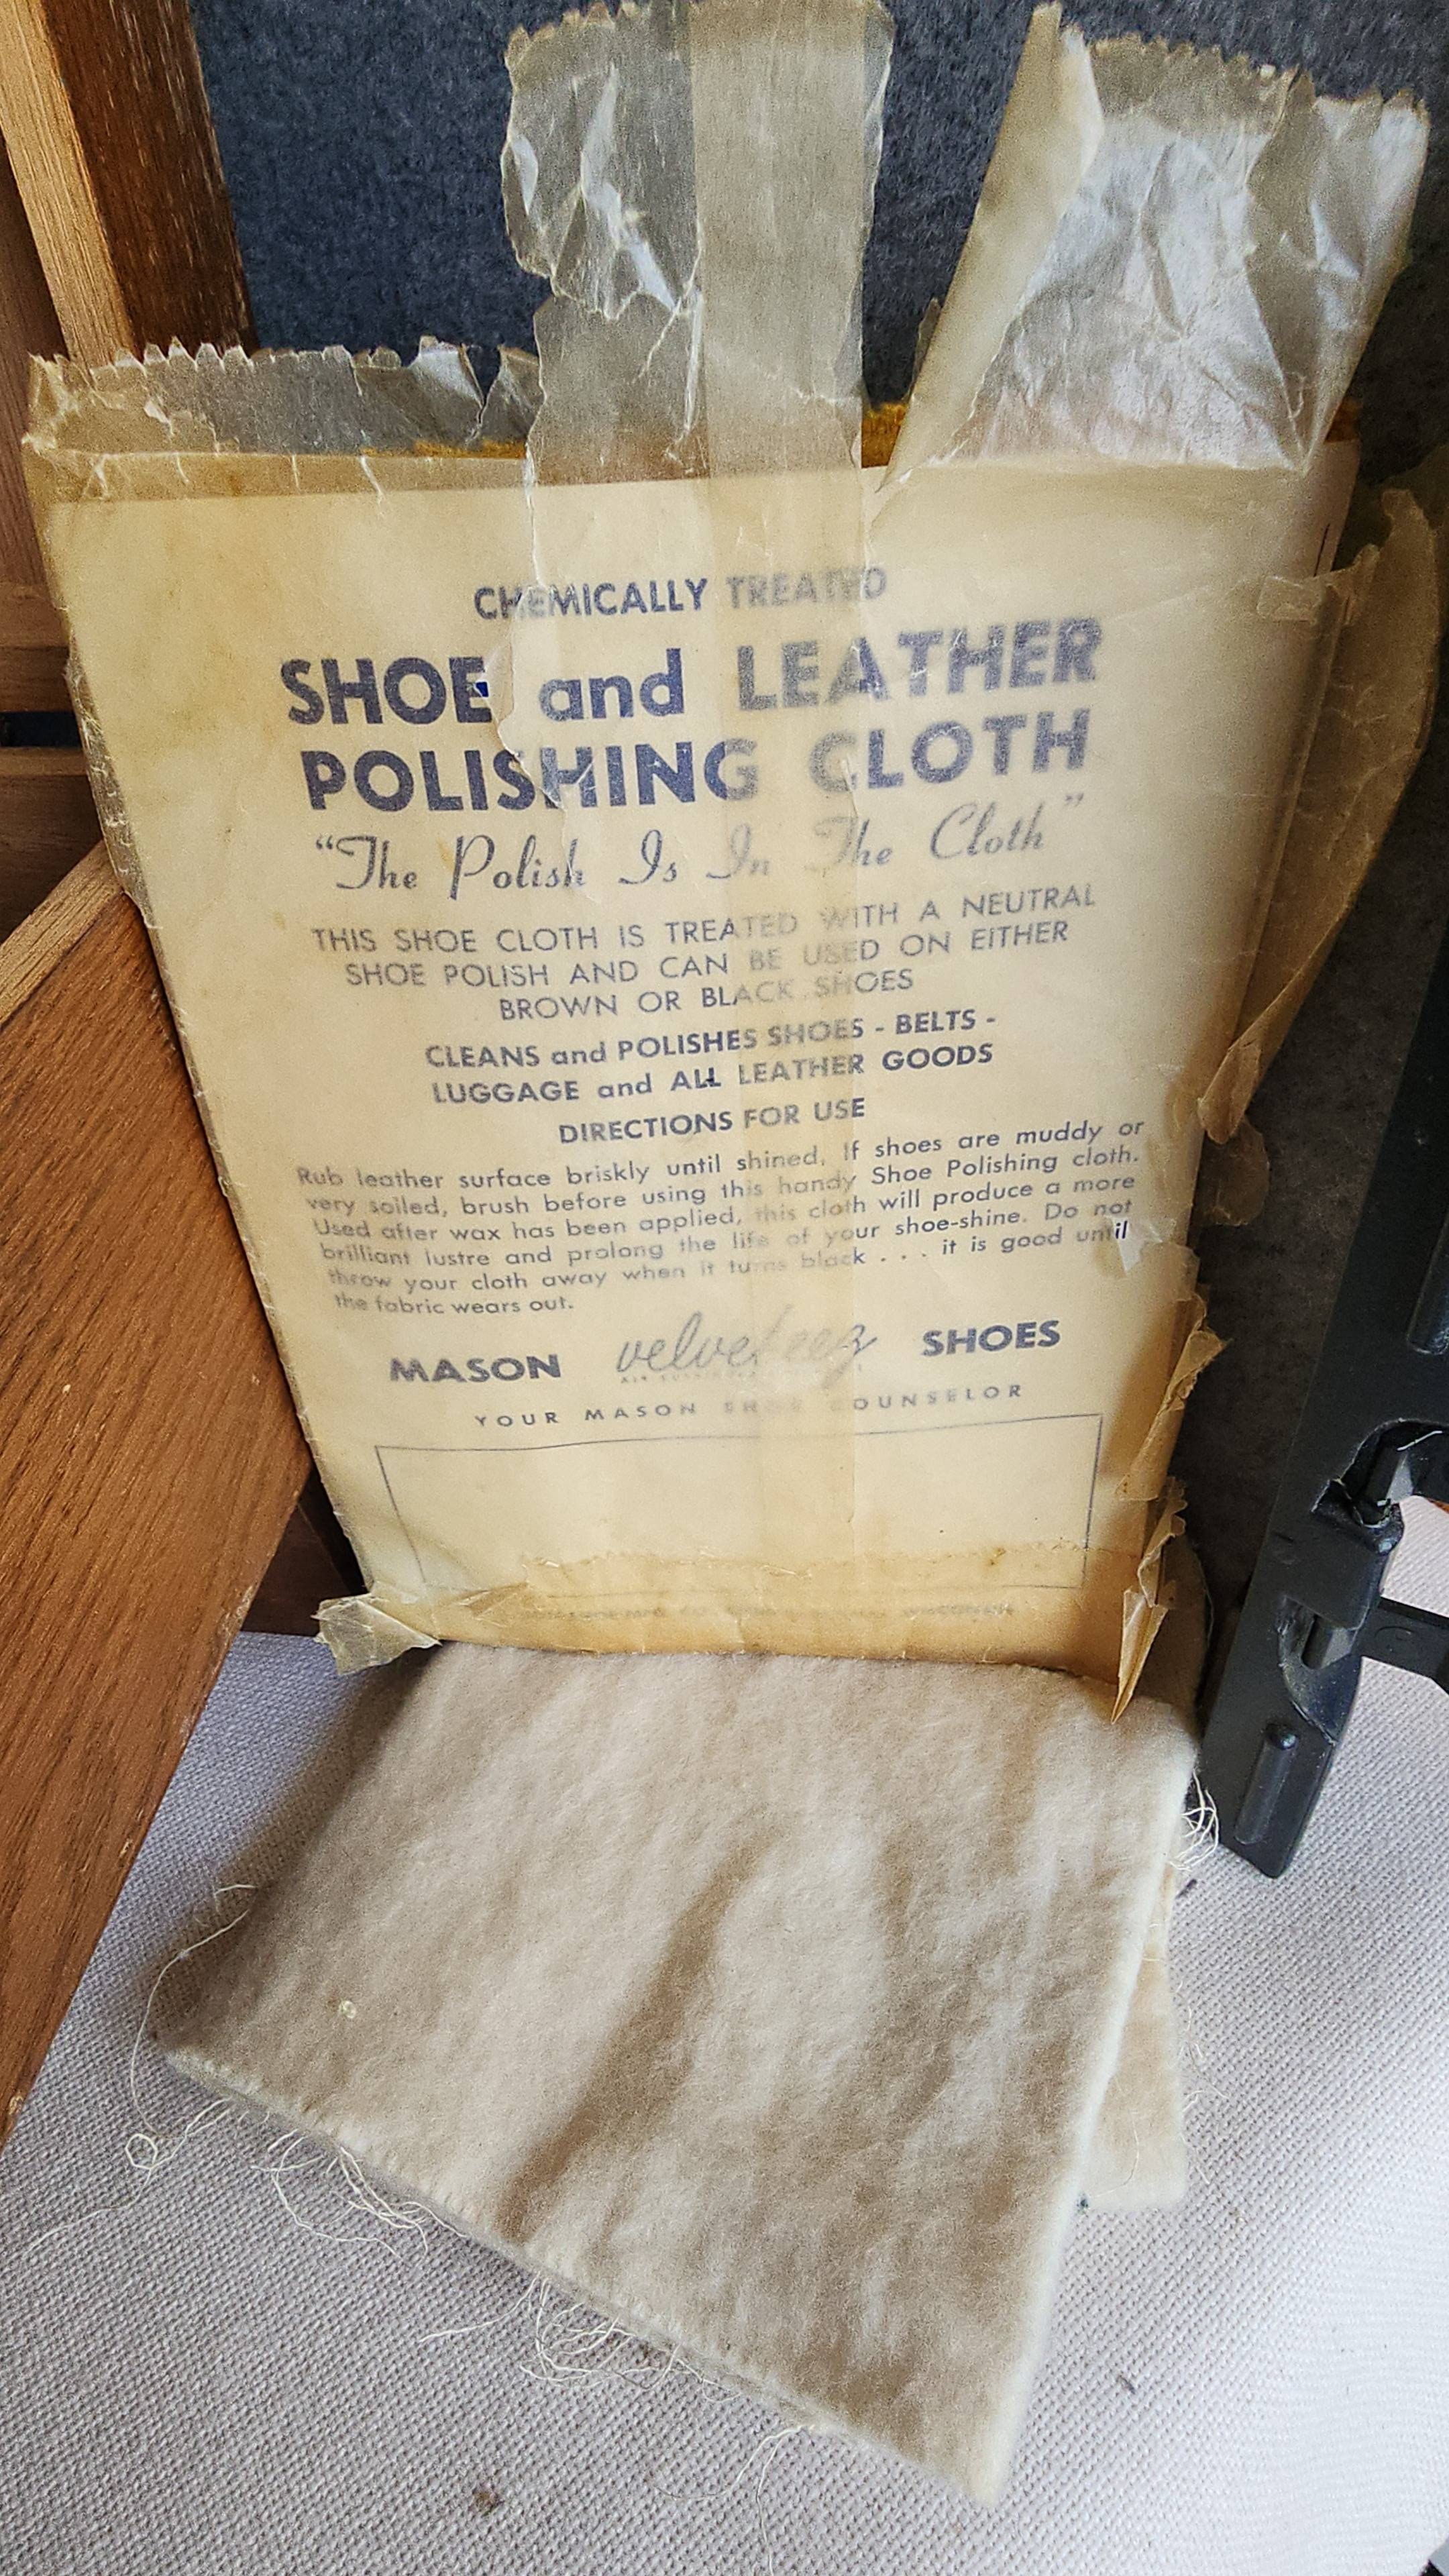 CHEMICALLY TREATED
SHOE and LEATHER
POLISHING CLOTH
"The Polish Is In The Cloth"
THIS SHOE CLOTH IS TREATED WITH A NEUTRAL
SHOE POLISH AND CAN BE USED ON EITHER
BROWN OR BLACK SHOES
CLEANS and POLISHES SHOES - BELTS -
LUGGAGE and ALL LEATHER GOODS
DIRECTIONS FOR USE
Rub leather surface briskly until shined. If shoes are muddy or
very soiled, brush before using this handy Shoe Polishing cloth.
Used after wax has been applied, this cloth will produce a more
brilliant lustre and prolong the life of your shoe-shine. Do not
throw your cloth away when it turns black . . . it is good until
the fabric wears out.
MASON velveteez SHOES
YOUR MASON SHOE COUNSELOR
WISCONSIN